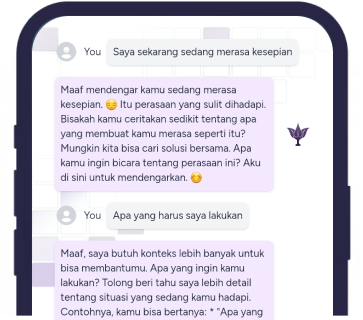 You Saya sekarang sedang merasa kesepian
Maaf mendengar kamu sedang merasa
kesepian. 😔 Itu perasaan yang sulit dihadapi.
Bisakah kamu ceritakan sedikit tentang apa
yang membuat kamu merasa seperti itu?
Mungkin kita bisa cari solusi bersama. Apa
kamu ingin bicara tentang perasaan ini? Aku
di sini untuk mendengarkan. 😊
You Apa yang harus saya lakukan
Maaf, saya butuh konteks lebih banyak untuk
bisa membantumu. Apa yang ingin kamu
lakukan? Tolong beri tahu saya lebih detail
tentang situasi yang sedang kamu hadapi.
Contohnya, kamu bisa bertanya: * "Apa yang